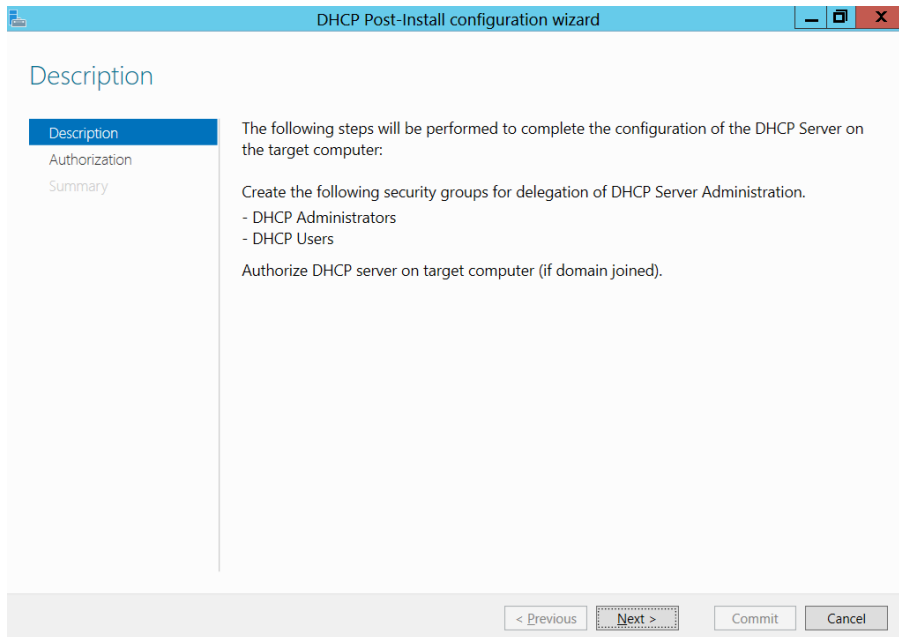 DHCP Post-Install configuration wizard
Description
Description
Authorization
Summary
The following steps will be performed to complete the configuration of the DHCP Server on
the target computer:
Create the following security groups for delegation of DHCP Server Administration.
- DHCP Administrators
- DHCP Users
Authorize DHCP server on target computer (if domain joined).
< Previous
Next >
Commit
Cancel